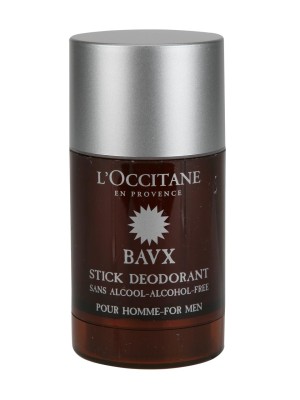 L'OCCITANE
EN PROVENCE
BAVX
STICK DEODORANT
SANS ALCOOL-ALCOHOL-FREE
POUR HOMME-FOR MEN